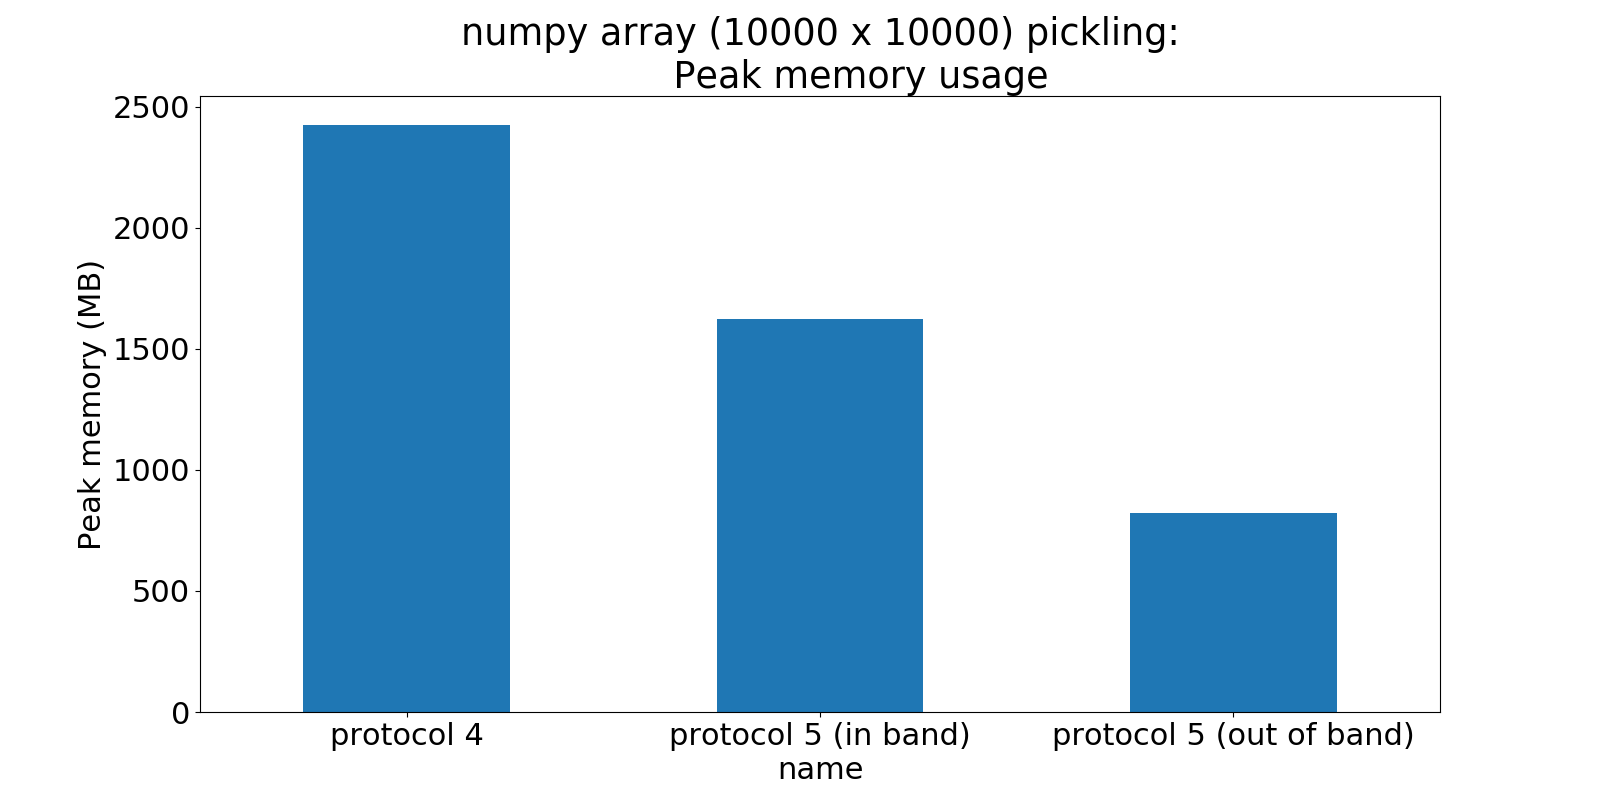 numpy array (10000 x 10000) pickling:
Peak memory usage
Peak memory (MB)
2500
2000
1500
1000
500
0
protocol 4
protocol 5 (in band)
protocol 5 (out of band)
name